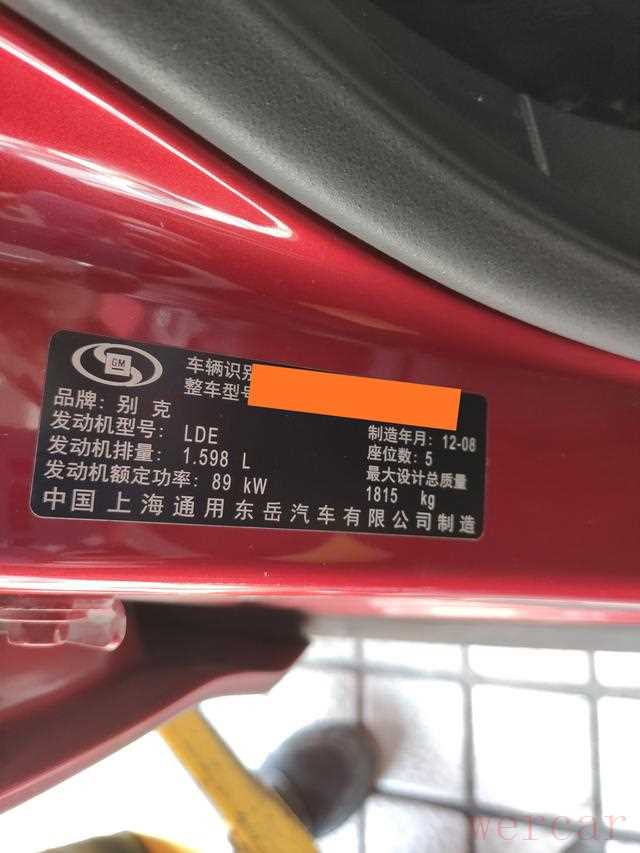 GM
车辆识别
整车型号
品牌：别克
发动机型号：LDE
制造年月：12-08
发动机排量：1.598 L
座位数：5
发动机额定功率：89 kW
最大设计总质量
1815 kg
中国上海通用东岳汽车有限公司制造
wercar